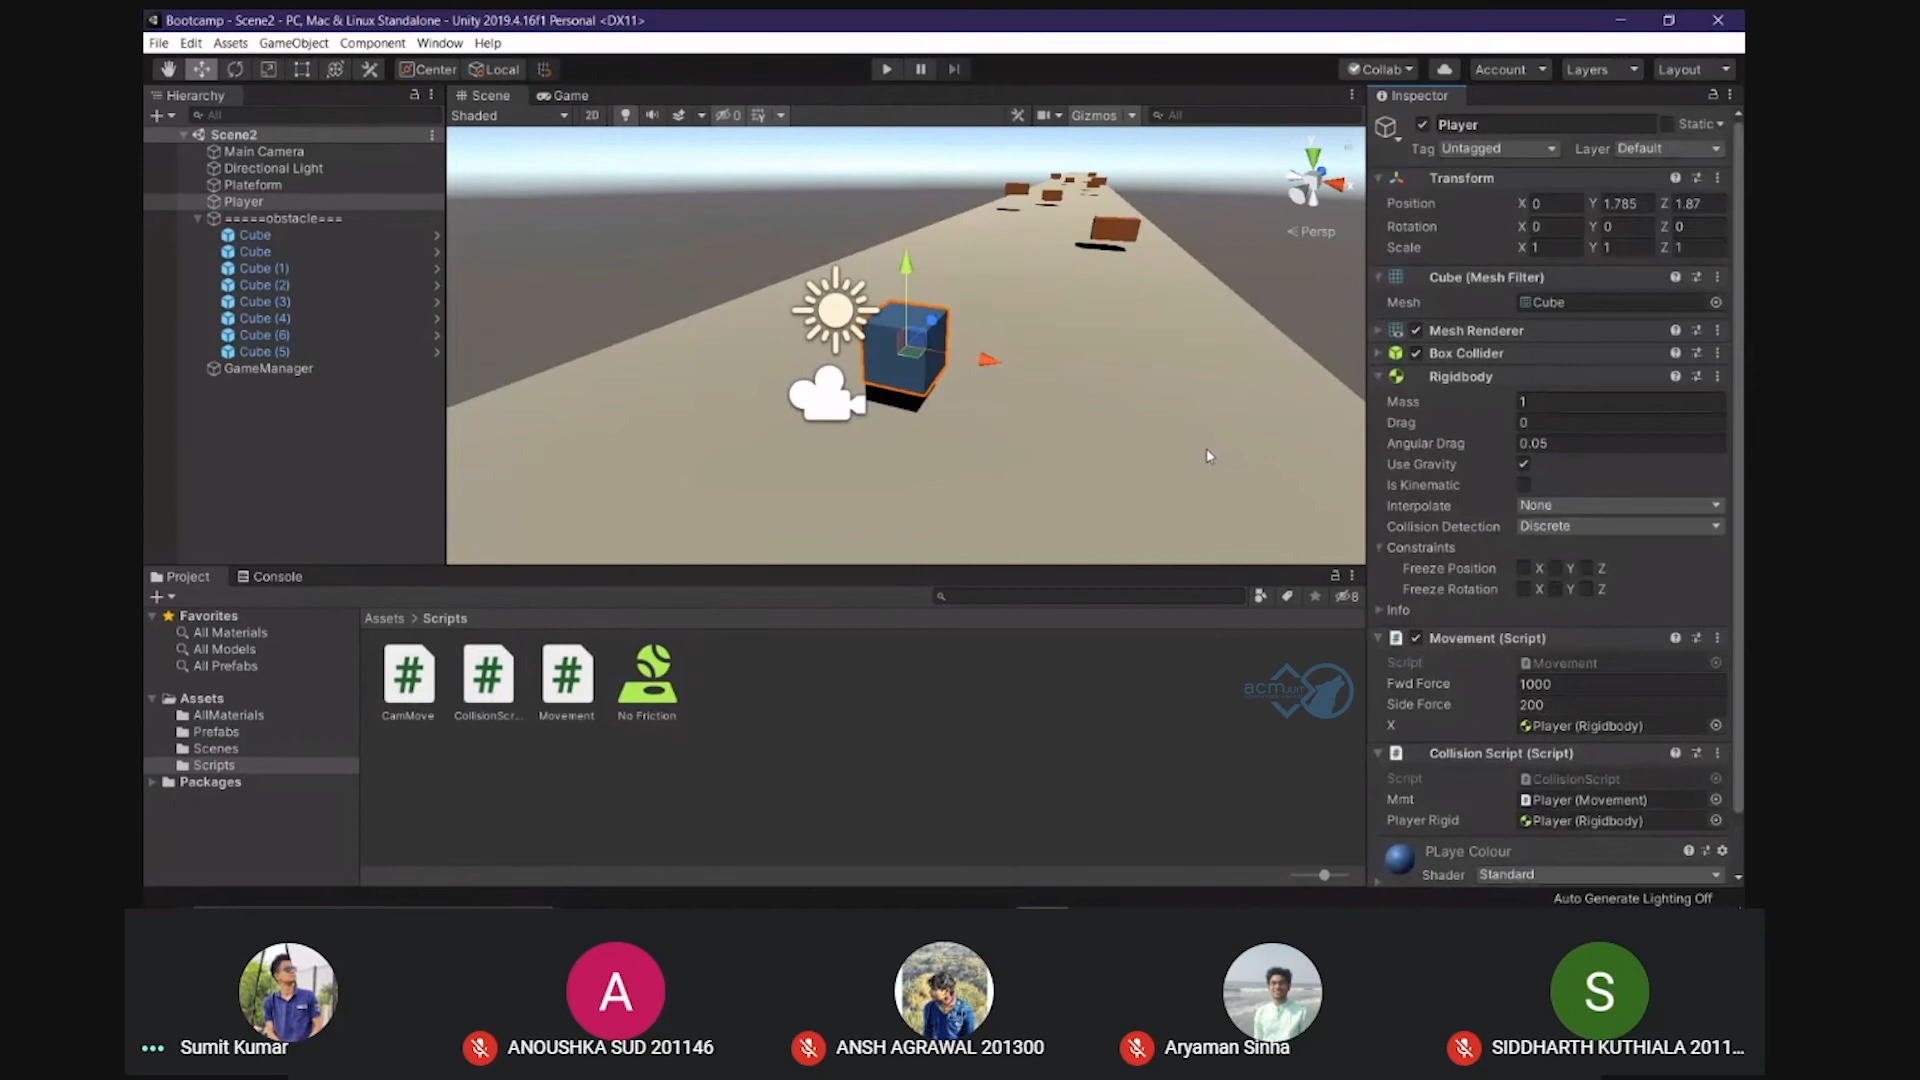 Bootcamp - Scene2 - PC, Mac & Linux Standalone - Unity 2019.4.16f1 Personal <DX11>
File Edit Assets GameObject Component Window Help
Center Local
Collab Account Layers Layout
Hierarchy
All
Scene2
Main Camera
Directional Light
Plateform
Player
=====obstacle===
Cube
Cube
Cube (1)
Cube (2)
Cube (3)
Cube (4)
Cube (6)
Cube (5)
GameManager
Scene Game
Shaded 2D 0 Gizmos All
y
x
Persp
Inspector
Player Static
Tag Untagged Layer Default
Transform
Position X 0 Y 1.785 Z 1.87
Rotation X 0 Y 0 Z 0
Scale X 1 Y 1 Z 1
Cube (Mesh Filter)
Mesh Cube
Mesh Renderer
Box Collider
Rigidbody
Mass 1
Drag 0
Angular Drag 0.05
Use Gravity
Is Kinematic
Interpolate None
Collision Detection Discrete
Constraints
Freeze Position X Y Z
Freeze Rotation X Y Z
Info
Movement (Script)
Script Movement
Fwd Force 1000
Side Force 200
X Player (Rigidbody)
Collision Script (Script)
Script CollisionScript
Mmt Player (Movement)
Player Rigid Player (Rigidbody)
PLaye Colour
Shader Standard
Project Console
8
Favorites
All Materials
All Models
All Prefabs
Assets
AllMaterials
Prefabs
Scenes
Scripts
Packages
Assets > Scripts
CamMove CollisionScr... Movement No Friction
acm
Auto Generate Lighting Off
A
S
Sumit Kumar
ANOUSHKA SUD 201146
ANSH AGRAWAL 201300
Aryaman Sinha
SIDDHARTH KUTHIALA 2011...